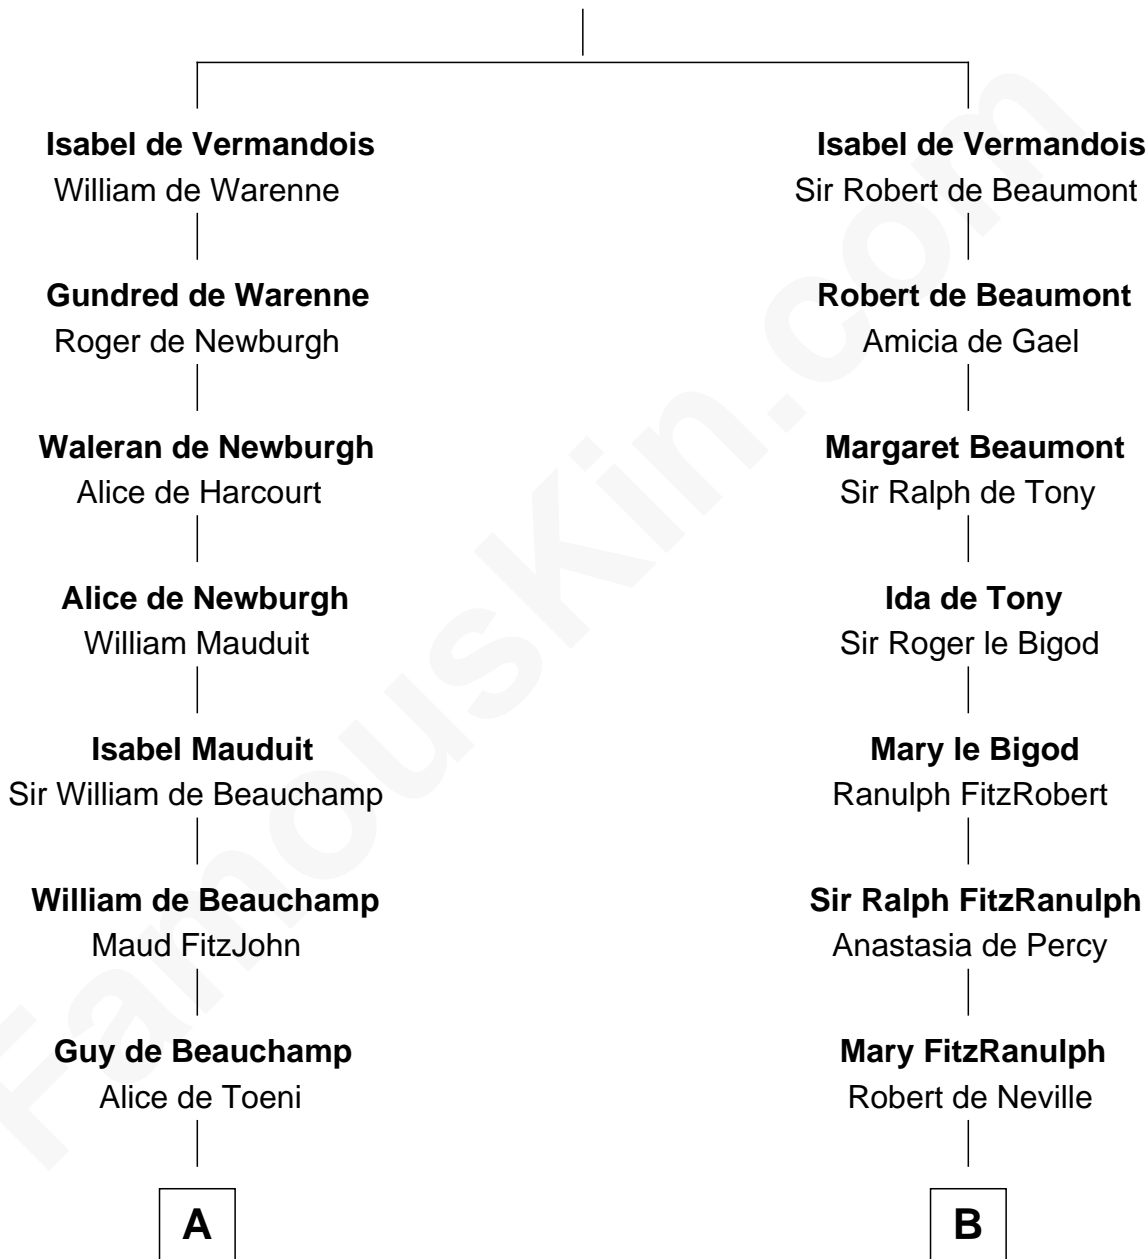 Isabel de Vermandois
William de Warenne
Gundred de Warenne
Roger de Newburgh
Waleran de Newburgh
Alice de Harcourt
Alice de Newburgh
William Mauduit
Isabel Mauduit
Sir William de Beauchamp
William de Beauchamp
Maud FitzJohn
Guy de Beauchamp
Alice de Toeni
A
Isabel de Vermandois
Sir Robert de Beaumont
Robert de Beaumont
Amicia de Gael
Margaret Beaumont
Sir Ralph de Tony
Ida de Tony
Sir Roger le Bigod
Mary le Bigod
Ranulph FitzRobert
Sir Ralph FitzRanulph
Anastasia de Percy
Mary FitzRanulph
Robert de Neville
B
FamousKin.com